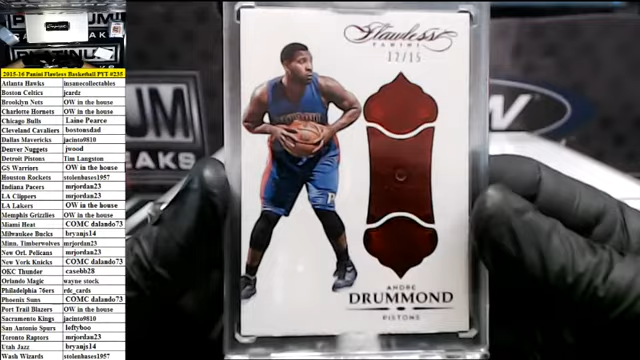 2015-16 Panini Flawless Basketball PYT #235
Atlanta Hawks insanecollectables
Boston Celtics jcardz
Brooklyn Nets OW in the house
Charlotte Hornets OW in the house
Chicago Bulls Laine Pearce
Cleveland Cavaliers bostonsdad
Dallas Mavericks jacinto9810
Denver Nuggets jwood
Detroit Pistons Tim Langston
GS Warriors OW in the house
Houston Rockets stolenbases1957
Indiana Pacers mrjordan23
LA Clippers mrjordan23
LA Lakers OW in the house
Memphis Grizzlies OW in the house
Miami Heat COMC dalando73
Milwaukee Bucks bryanjs14
Minn. Timberwolves mrjordan23
New Orl. Pelicans mrjordan23
New York Knicks COMC dalando73
OKC Thunder casebb28
Orlando Magic wayne stock
Philadelphia 76ers rdc_cards
Phoenix Suns COMC dalando73
Port Trail Blazers OW in the house
Sacramento Kings jacinto9810
San Antonio Spurs leftyboo
Toronto Raptors mrjordan23
Utah Jazz bryanjs14
Wash Wizards stolenbases1957
Flawless
PANINI
12/15
ANDRE
DRUMMOND
PISTONS